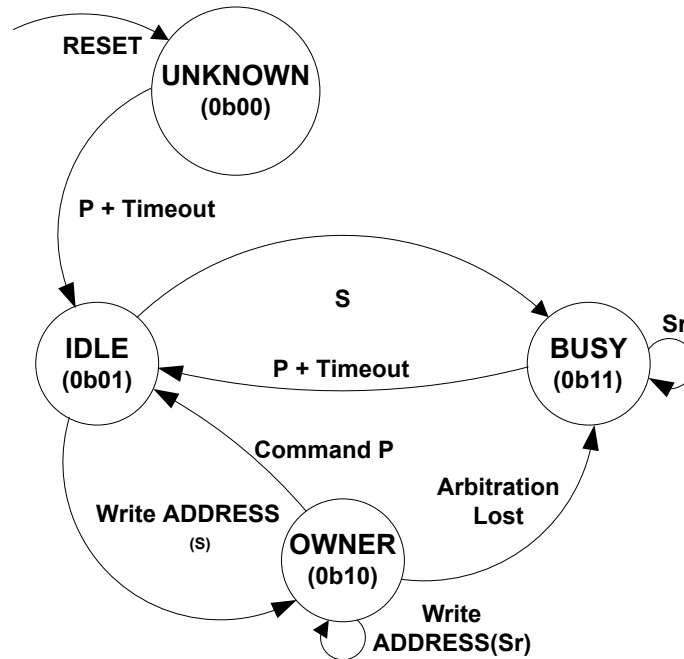 RESET
UNKNOWN
(0b00)
P + Timeout
S
IDLE
(0b01)
BUSY
(0b11)
Sr
P + Timeout
Command P
Write ADDRESS
(S)
Arbitration
Lost
OWNER
(0b10)
Write
ADDRESS(Sr)